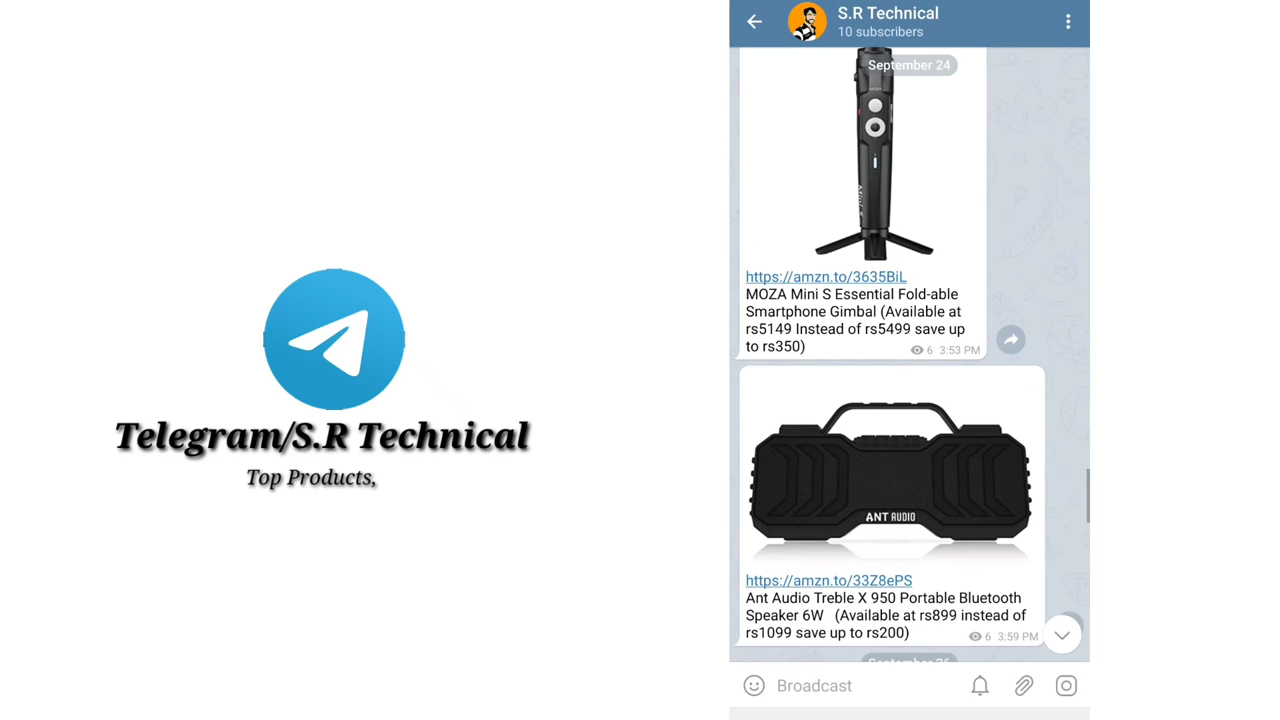 Telegram/S.R Technical
Top Products,
S.R Technical
10 subscribers
September 24
https://amzn.to/3635BiL
MOZA Mini S Essential Fold-able
Smartphone Gimbal (Available at
rs5149 Instead of rs5499 save up
to rs350)
6 3:53 PM
ANT AUDIO
https://amzn.to/33Z8ePS
Ant Audio Treble X 950 Portable Bluetooth
Speaker 6W (Available at rs899 instead of
rs1099 save up to rs200)
6 3:59 PM
Broadcast